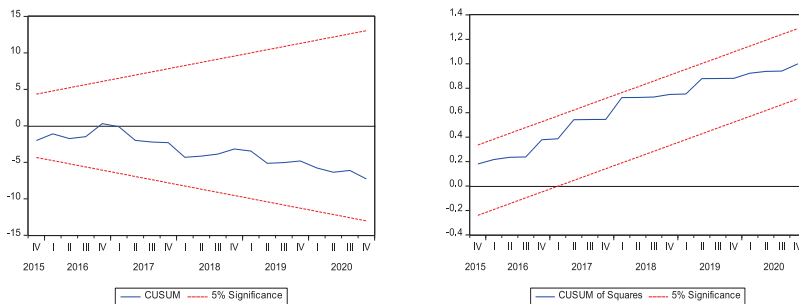 15
10
5
0
-5
-10
-15
IV I II III IV I II III IV I II III IV I II III IV I II III IV
2015 2016 2017 2018 2019 2020
CUSUM 5% Significance
1.4
1.2
1.0
0.8
0.6
0.4
0.2
0.0
-0.2
-0.4
IV I II III IV I II III IV I II III IV I II III IV I II III IV
2015 2016 2017 2018 2019 2020
CUSUM of Squares 5% Significance